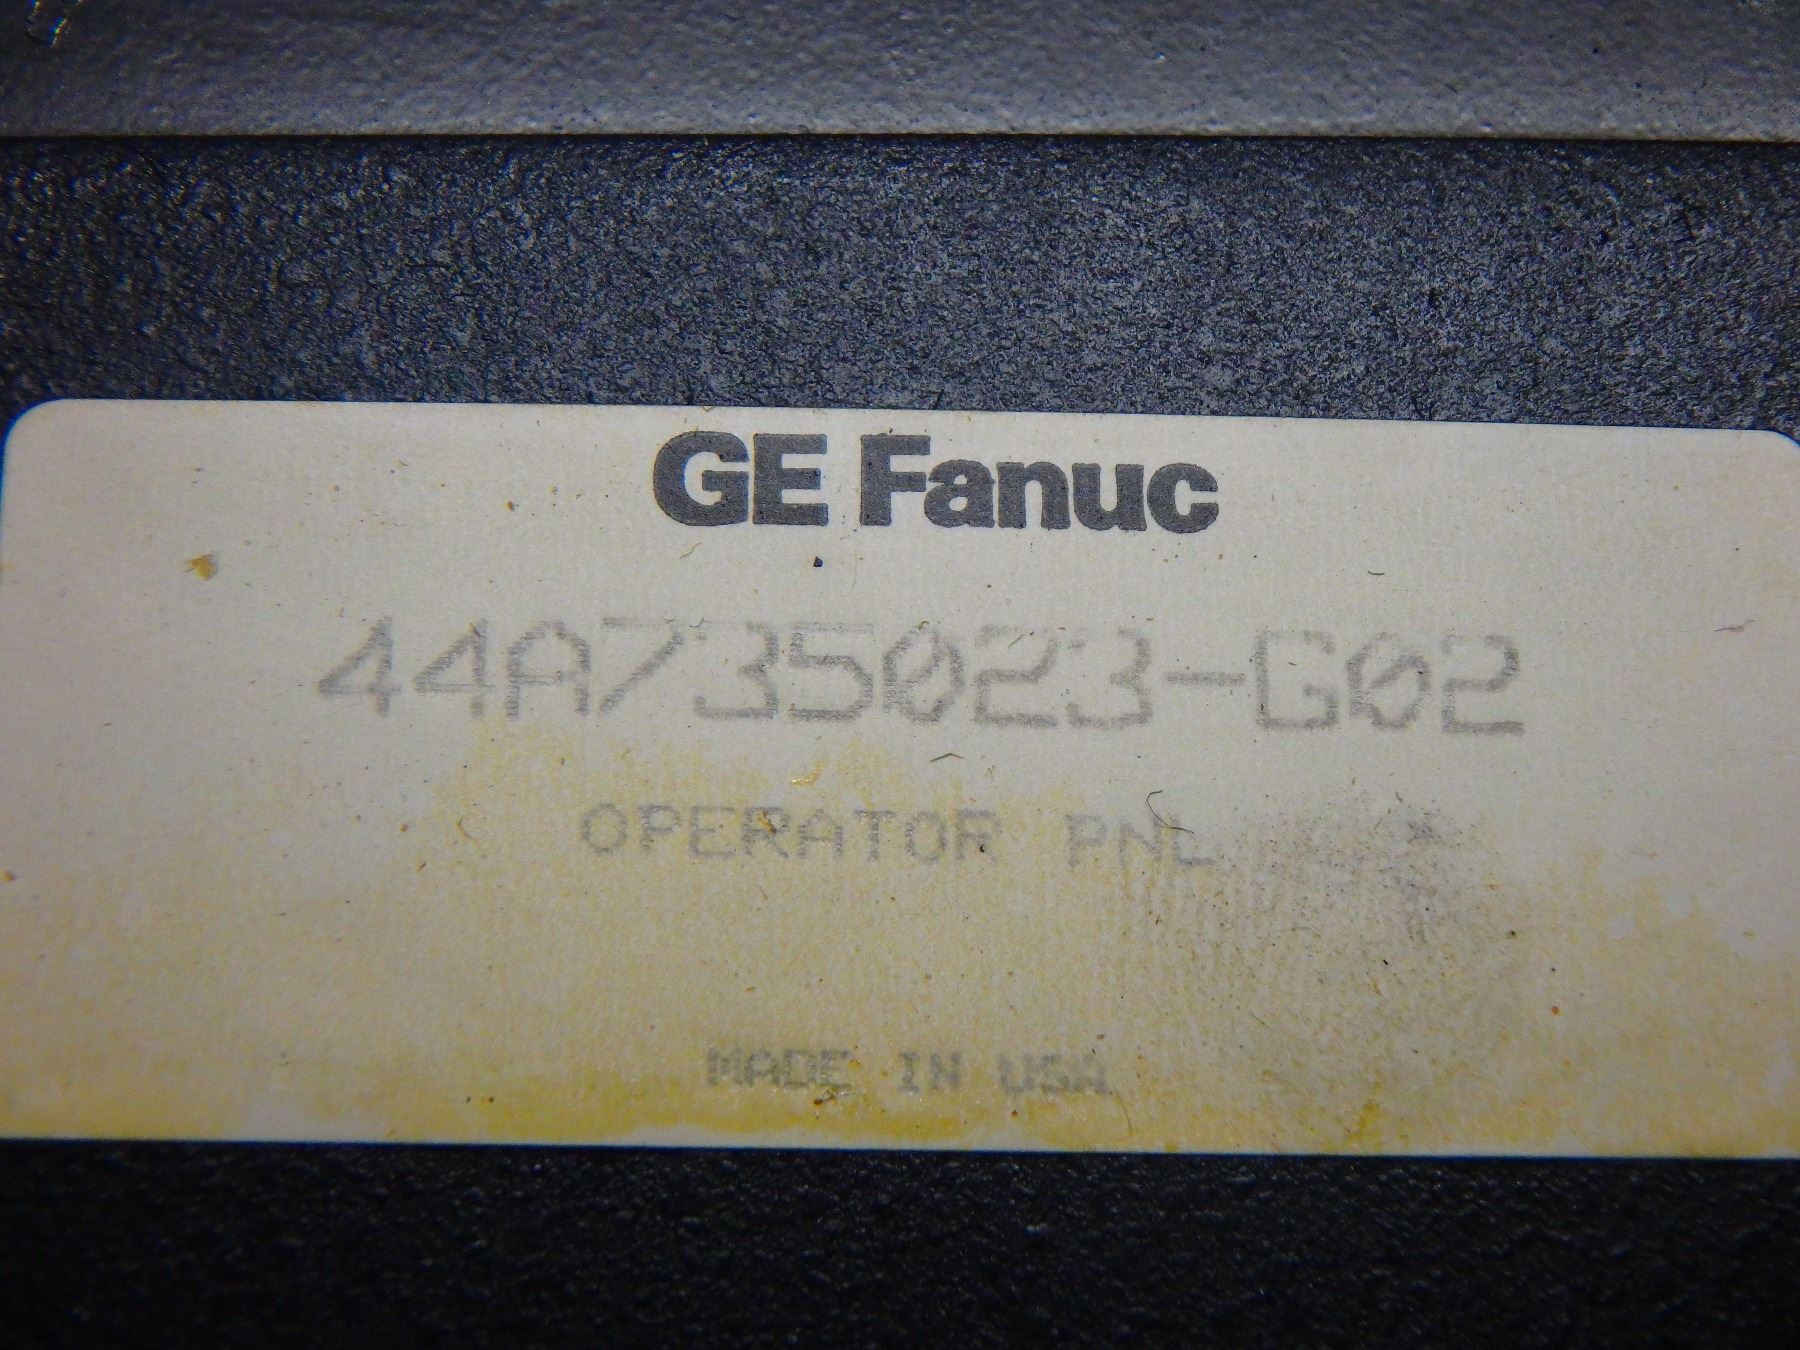 GE Fanuc
44A735023-G02
OPERATOR PNL
MADE IN USA